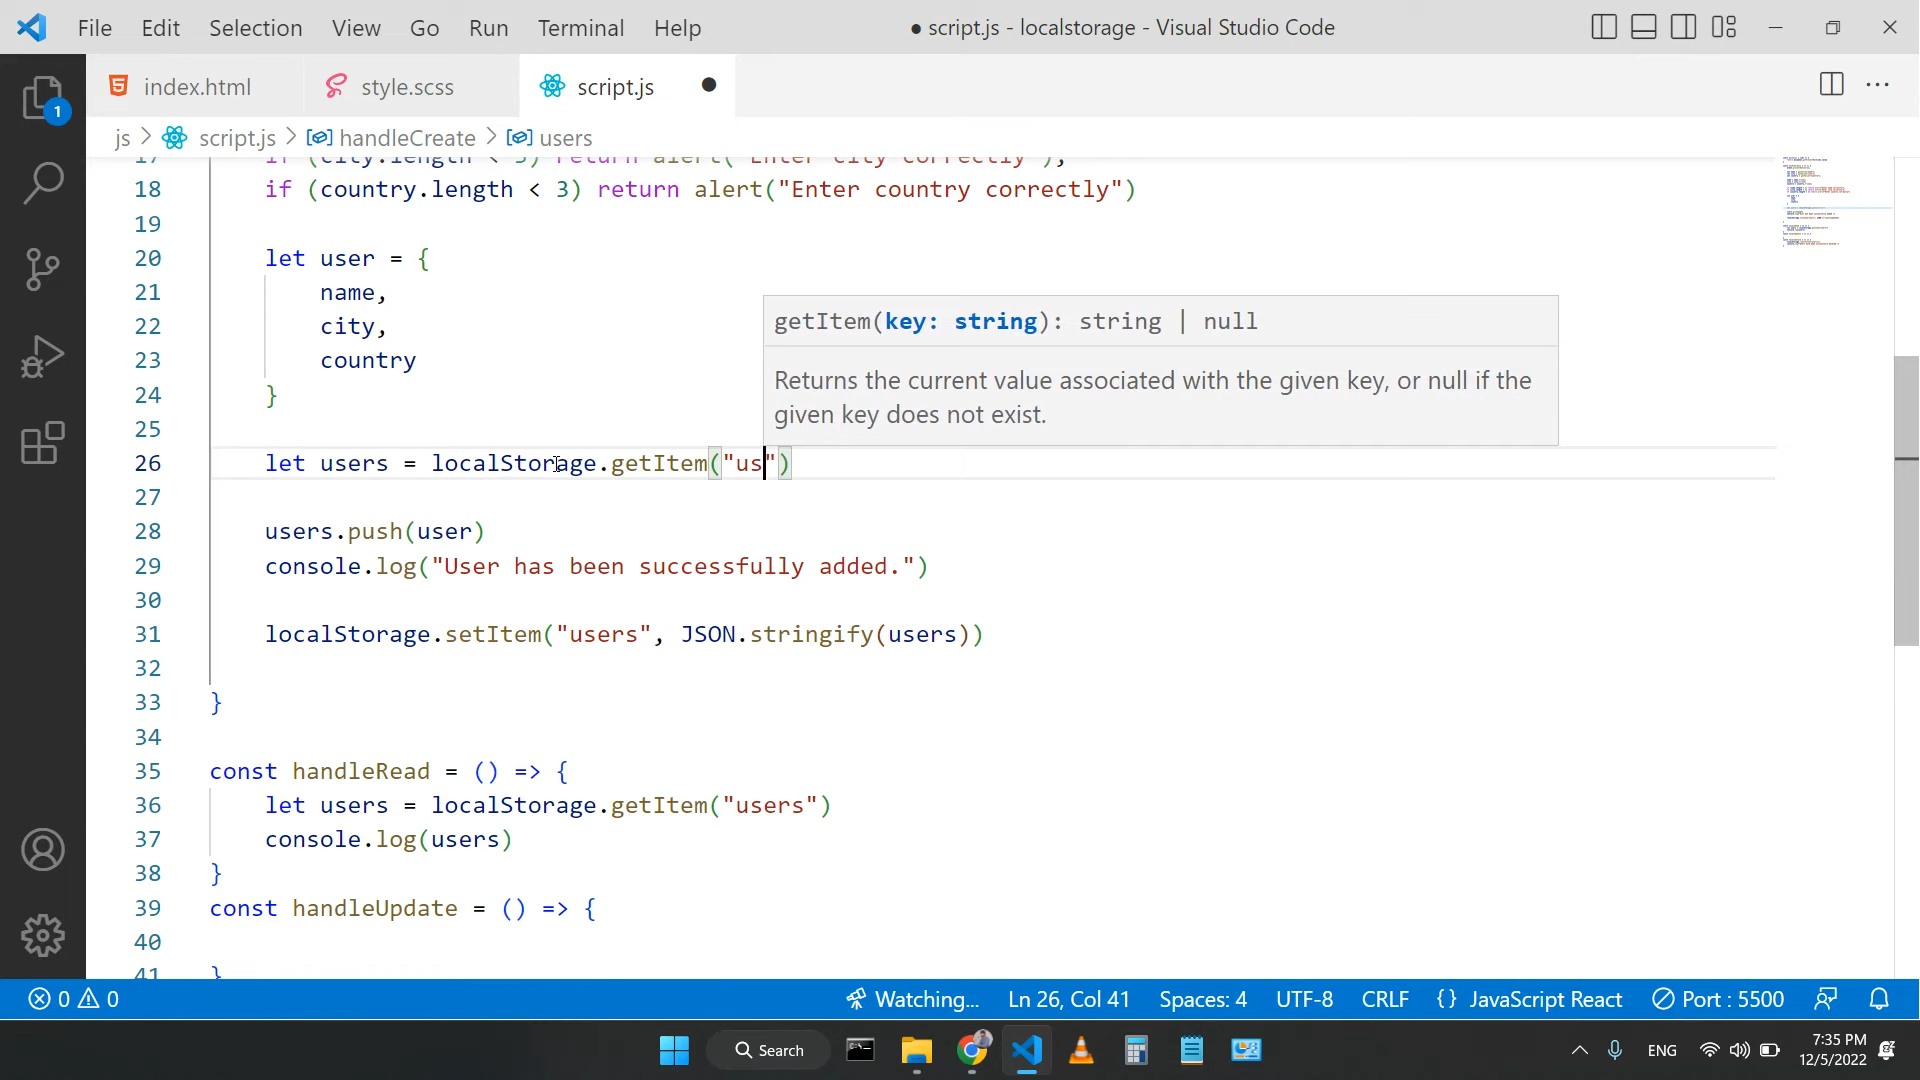 File Edit Selection View Go Run Terminal Help
● script.js - localstorage - Visual Studio Code
index.html style.scss script.js
js > script.js > handleCreate > users
17 if (city.length < 3) return alert("Enter city correctly");
18 if (country.length < 3) return alert("Enter country correctly")
19
20 let user = {
21 name,
22 city,
23 country
24 }
25
getItem(key: string): string | null
Returns the current value associated with the given key, or null if the
given key does not exist.
26 let users = localStorage.getItem("us")
27
28 users.push(user)
29 console.log("User has been successfully added.")
30
31 localStorage.setItem("users", JSON.stringify(users))
32
33 }
34
35 const handleRead = () => {
36 let users = localStorage.getItem("users")
37 console.log(users)
38 }
39 const handleUpdate = () => {
40
41 }
1
0 0 Watching... Ln 26, Col 41 Spaces: 4 UTF-8 CRLF {} JavaScript React Port : 5500
Search
ENG
7:35 PM
12/5/2022